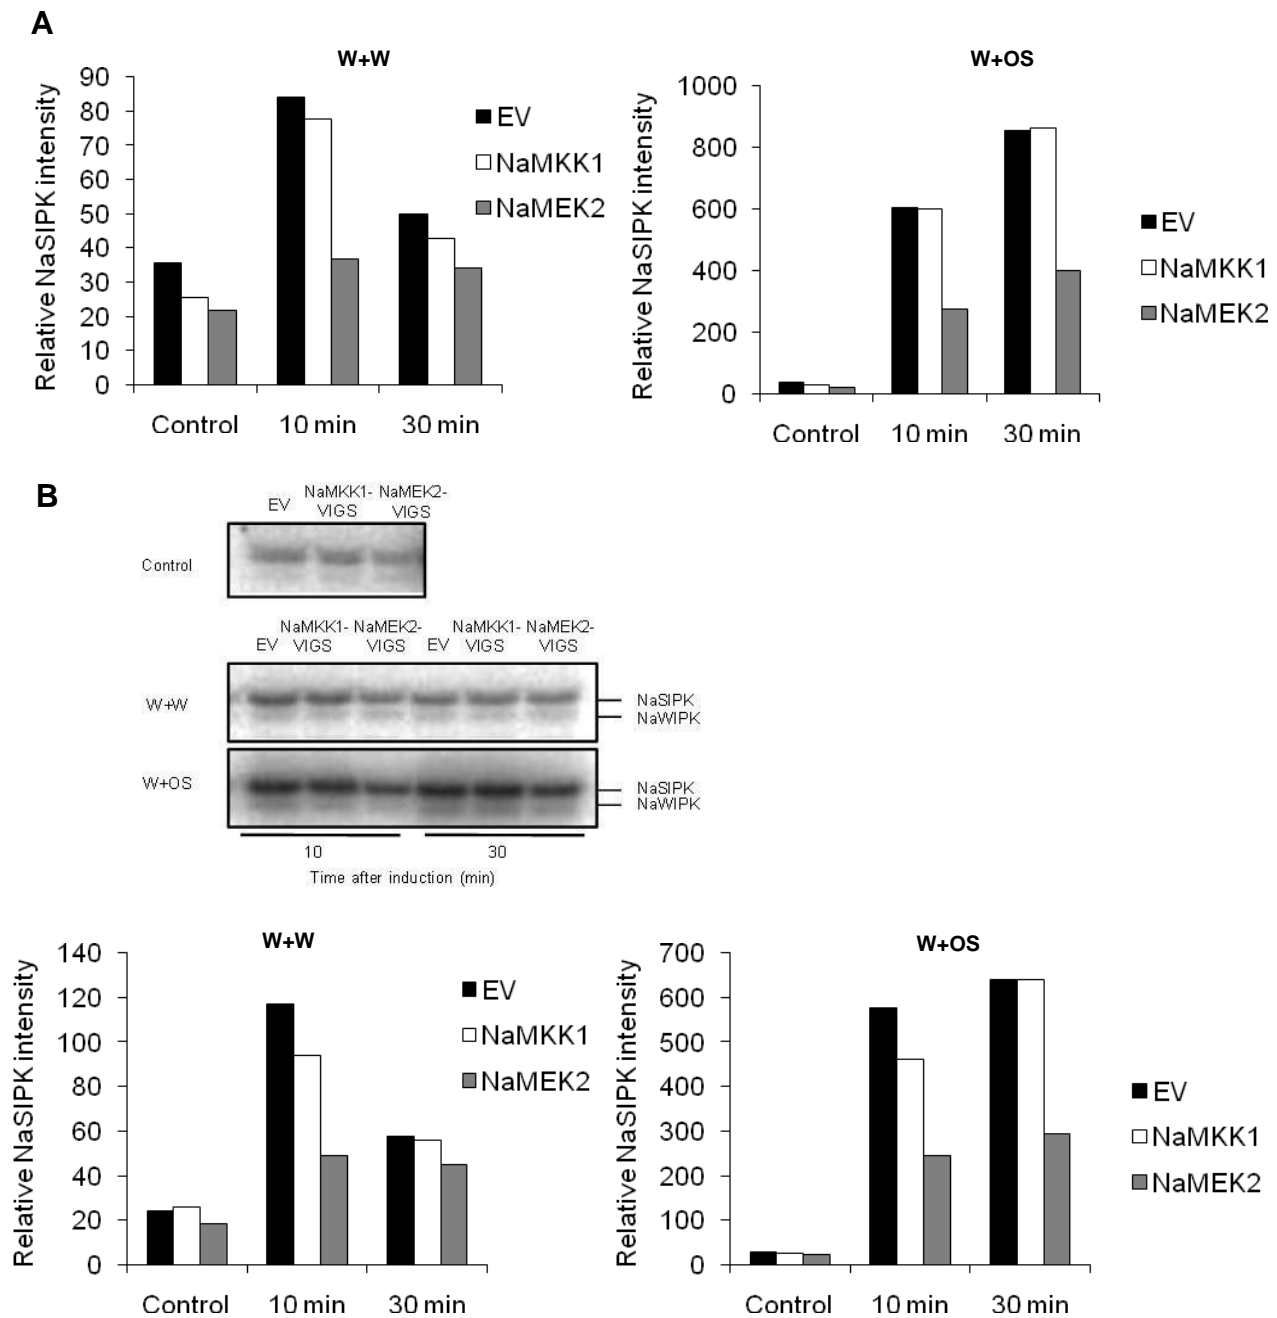 A
W+W
Relative NaSIPK intensity
90
80
70
60
50
40
30
20
10
0
Control 10 min 30 min
EV
NaMKK1
NaMEK2
W+OS
Relative NaSIPK intensity
1000
800
600
400
200
0
Control 10 min 30 min
EV
NaMKK1
NaMEK2
B
EV NaMKK1-VIGS NaMEK2-VIGS
Control
EV NaMKK1-VIGS NaMEK2-VIGS EV NaMKK1-VIGS NaMEK2-VIGS
W+W
NaSIPK
NaWIPK
W+OS
NaSIPK
NaWIPK
10 30
Time after induction (min)
W+W
Relative NaSIPK intensity
140
120
100
80
60
40
20
0
Control 10 min 30 min
EV
NaMKK1
NaMEK2
W+OS
Relative NaSIPK intensity
700
600
500
400
300
200
100
0
Control 10 min 30 min
EV
NaMKK1
NaMEK2